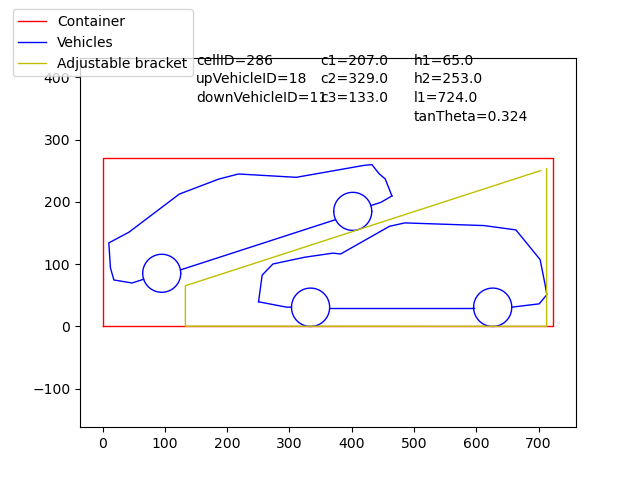 Container
Vehicles
Adjustable bracket
cellID=286 c1=207.0 h1=65.0
upVehicleID=18 c2=329.0 h2=253.0
downVehicleID=11 c3=133.0 l1=724.0
tanTheta=0.324
400
300
200
100
0
−100
0 100 200 300 400 500 600 700